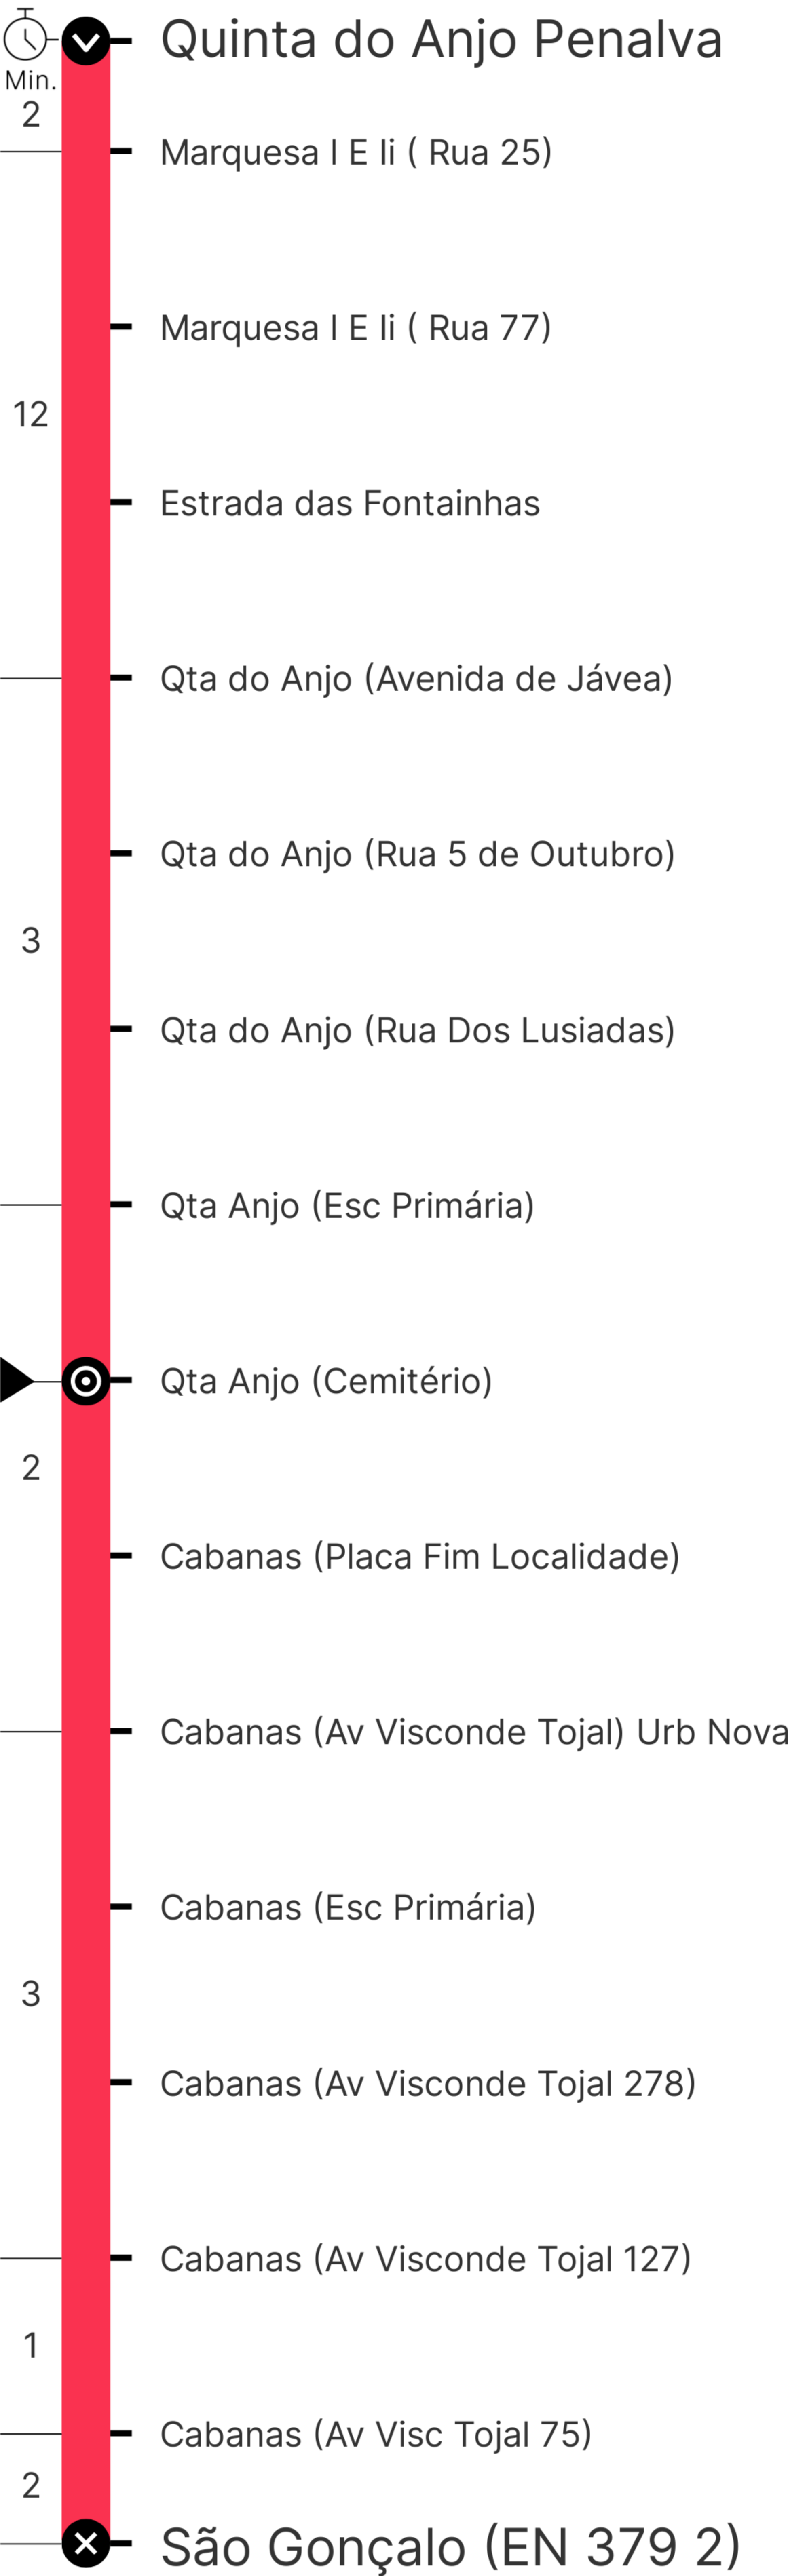 Quinta do Anjo Penalva
Min.
2
Marquesa I E Ii ( Rua 25)
Marquesa I E Ii ( Rua 77)
12
Estrada das Fontainhas
Qta do Anjo (Avenida de Jávea)
Qta do Anjo (Rua 5 de Outubro)
3
Qta do Anjo (Rua Dos Lusiadas)
Qta Anjo (Esc Primária)
Qta Anjo (Cemitério)
2
Cabanas (Placa Fim Localidade)
Cabanas (Av Visconde Tojal) Urb Nova
Cabanas (Esc Primária)
3
Cabanas (Av Visconde Tojal 278)
Cabanas (Av Visconde Tojal 127)
1
Cabanas (Av Visc Tojal 75)
2
São Gonçalo (EN 379 2)